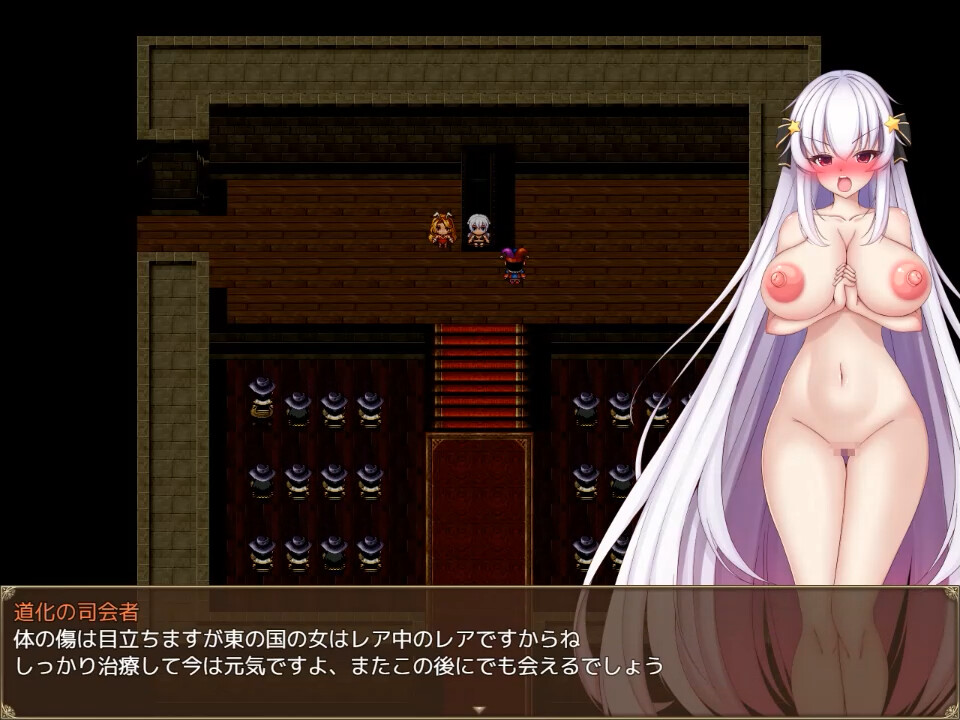 道化の司会者
体の傷は目立ちますが東の国の女はレア中のレアですからね
しっかり治療して今は元気ですよ、またこの後にでも会えるでしょう